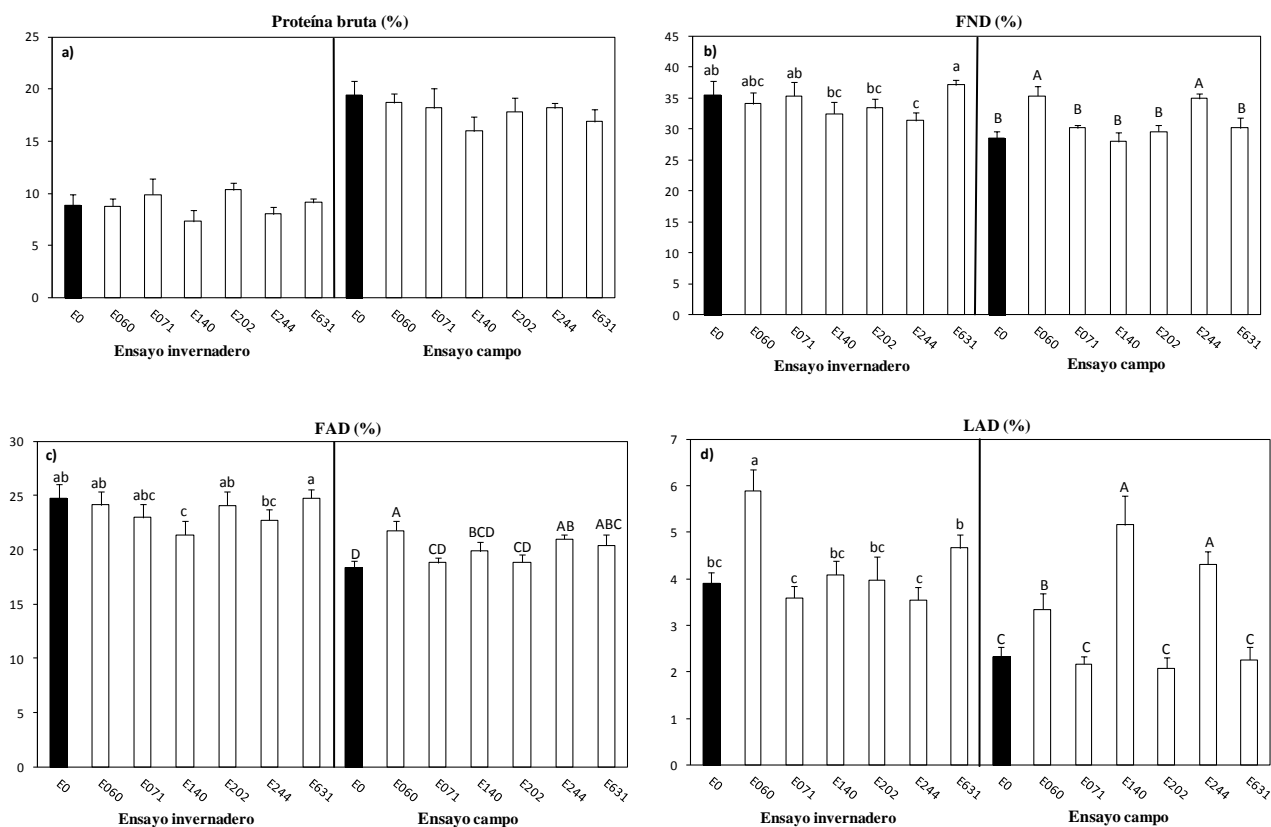 Proteína bruta (%)
a)
25
20
15
10
5
0
E0 E060 E071 E140 E202 E244 E631 E0 E060 E071 E140 E202 E244 E631
Ensayo invernadero Ensayo campo
FND (%)
b)
45
40
35
30
25
20
15
10
5
0
ab abc ab bc bc c a B A B B B A B
E0 E060 E071 E140 E202 E244 E631 E0 E060 E071 E140 E202 E244 E631
Ensayo invernadero Ensayo campo
FAD (%)
c)
30
25
20
15
10
5
0
ab ab abc c ab bc a D A CD BCD CD AB ABC
E0 E060 E071 E140 E202 E244 E631 E0 E060 E071 E140 E202 E244 E631
Ensayo invernadero Ensayo campo
LAD (%)
d)
7
6
5
4
3
2
1
0
bc a c bc bc c b C B C A C A C
E0 E060 E071 E140 E202 E244 E631 E0 E060 E071 E140 E202 E244 E631
Ensayo invernadero Ensayo campo